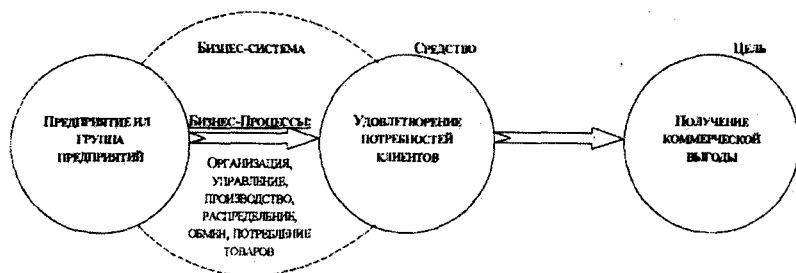 БИЗНЕС-СИСТЕМА
СРЕДСТВО
ЦЕЛЬ
ПРЕДПРИЯТИЕ ИЛ
ГРУППА
ПРЕДПРИЯТИЙ
БИЗНЕС-ПРОЦЕССЫ:
ОРГАНИЗАЦИЯ,
УПРАВЛЕНИЕ,
ПРОИЗВОДСТВО,
РАСПРЕДЕЛЕНИЕ,
ОБМЕН, ПОТРЕБЛЕНИЕ
ТОВАРОВ
УДОВЛЕТВОРЕНИЕ
ПОТРЕБНОСТЕЙ
КЛИЕНТОВ
ПОЛУЧЕНИЕ
КОММЕРЧЕСКОЙ
ВЫГОДЫ